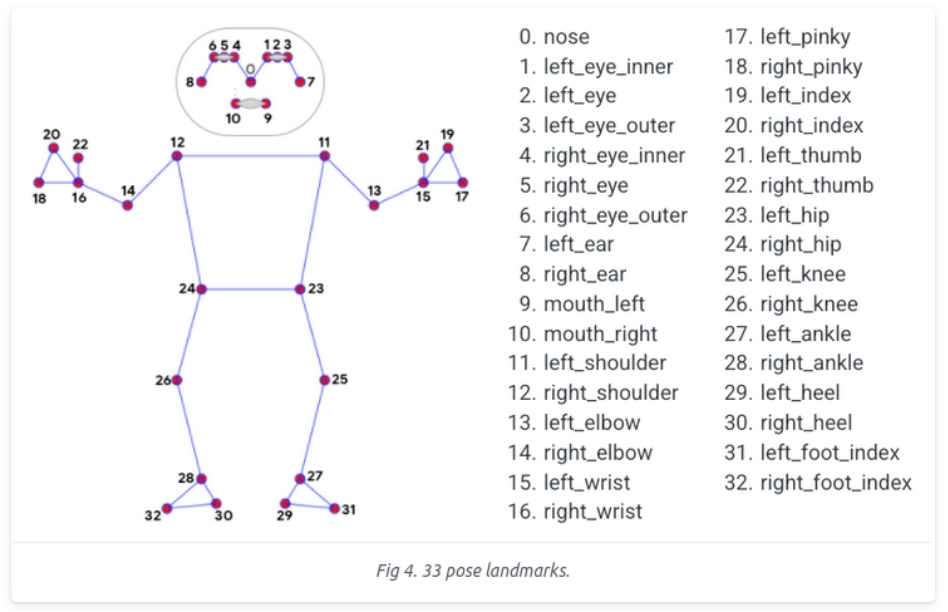 6 5 4 1 2 3
0
8 7
10 9
20 22 12 11 21 19
18 16 14 13 15 17
24 23
26 25
28 27
32 30 29 31
0. nose
1. left_eye_inner
2. left_eye
3. left_eye_outer
4. right_eye_inner
5. right_eye
6. right_eye_outer
7. left_ear
8. right_ear
9. mouth_left
10. mouth_right
11. left_shoulder
12. right_shoulder
13. left_elbow
14. right_elbow
15. left_wrist
16. right_wrist
17. left_pinky
18. right_pinky
19. left_index
20. right_index
21. left_thumb
22. right_thumb
23. left_hip
24. right_hip
25. left_knee
26. right_knee
27. left_ankle
28. right_ankle
29. left_heel
30. right_heel
31. left_foot_index
32. right_foot_index
Fig 4. 33 pose landmarks.